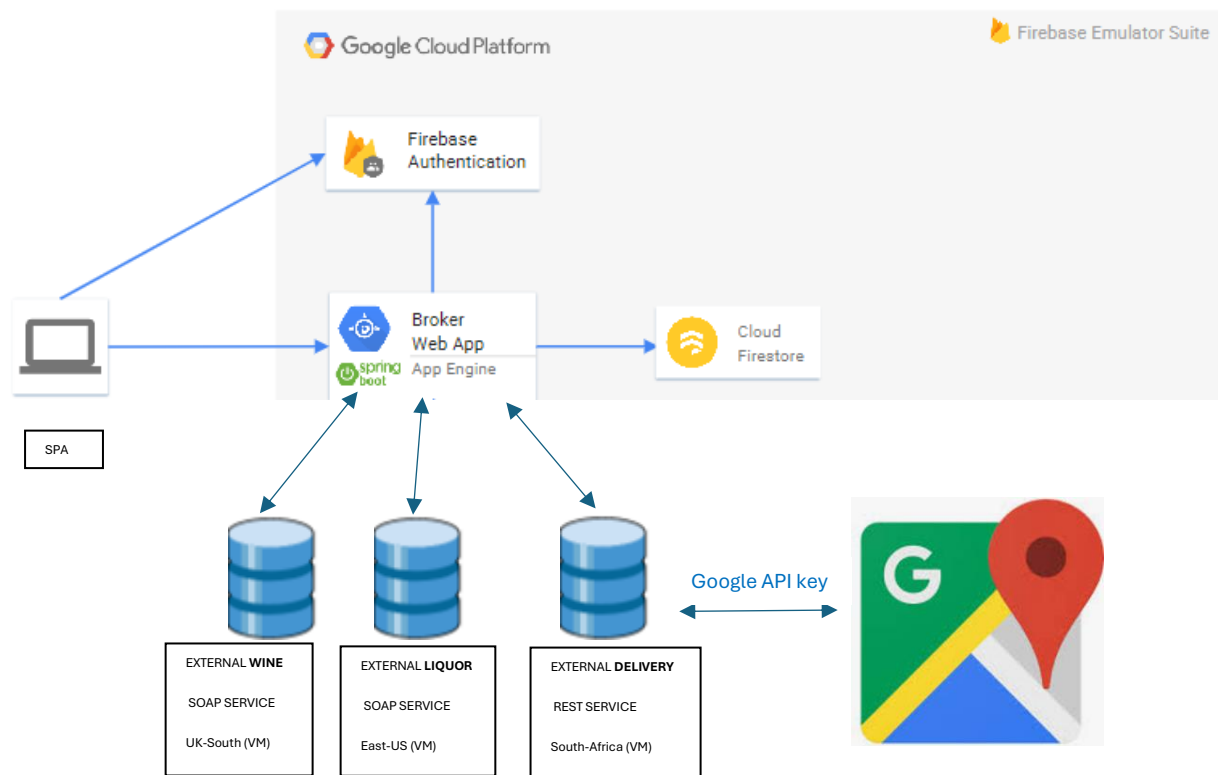 Google Cloud Platform
Firebase Emulator Suite
Firebase
Authentication
Broker
Web App
App Engine
spring
boot
Cloud
Firestore
SPA
Google API key
G
EXTERNAL WINE
SOAP SERVICE
UK-South (VM)
EXTERNAL LIQUOR
SOAP SERVICE
East-US (VM)
EXTERNAL DELIVERY
REST SERVICE
South-Africa (VM)